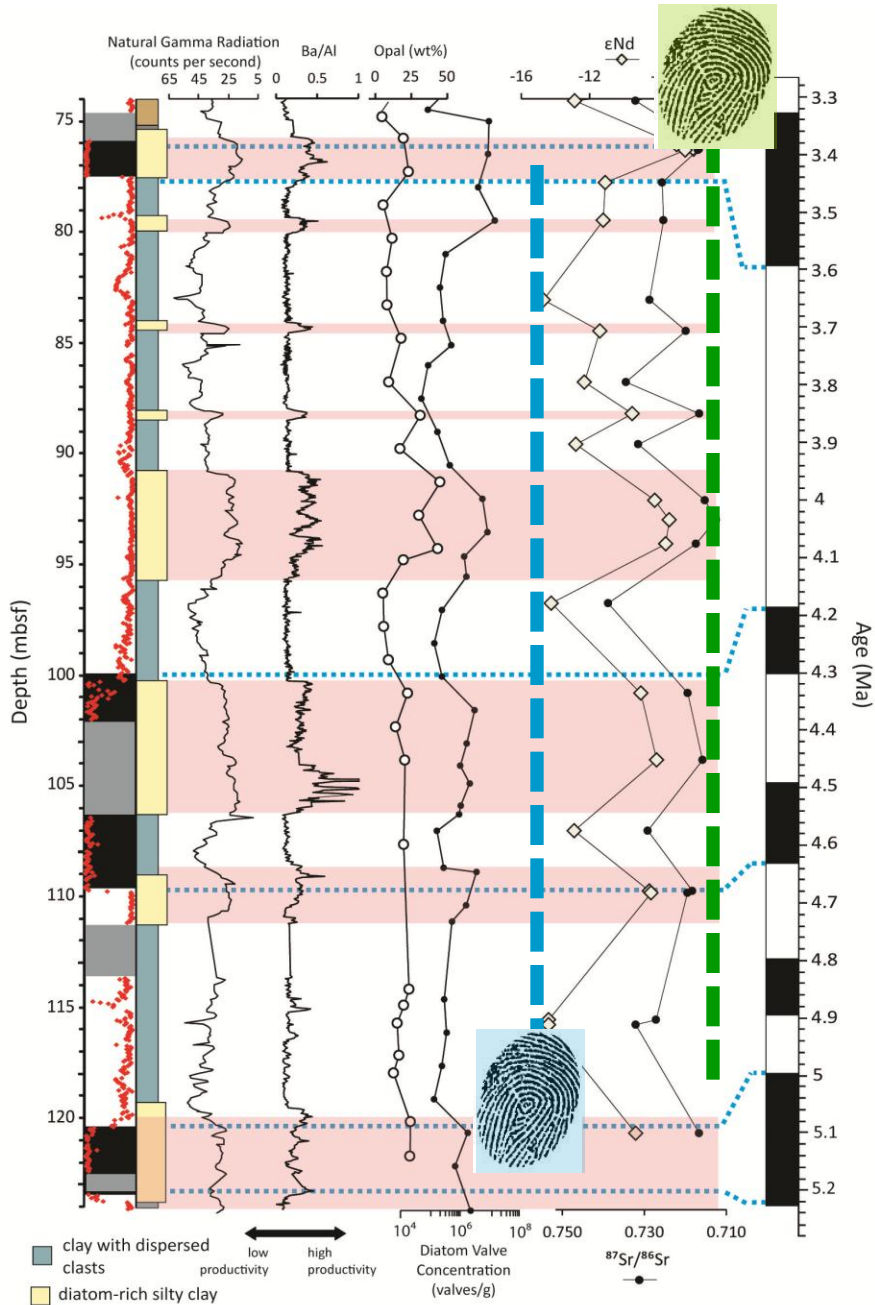 Natural Gamma Radiation
(counts per second)
65 45 25 5
Ba/Al
0 0.5 1
Opal (wt%)
0 25 50
εNd
-16 -12
Depth (mbsf)
75
80
85
90
95
100
105
110
115
120
Age (Ma)
3.3
3.4
3.5
3.6
3.7
3.8
3.9
4
4.1
4.2
4.3
4.4
4.5
4.6
4.7
4.8
4.9
5
5.1
5.2
low
productivity
high
productivity
10⁴ 10⁶ 10⁸
Diatom Valve
Concentration
(valves/g)
0.750 0.730 0.710
⁸⁷Sr/⁸⁶Sr
clay with dispersed
clasts
diatom-rich silty clay